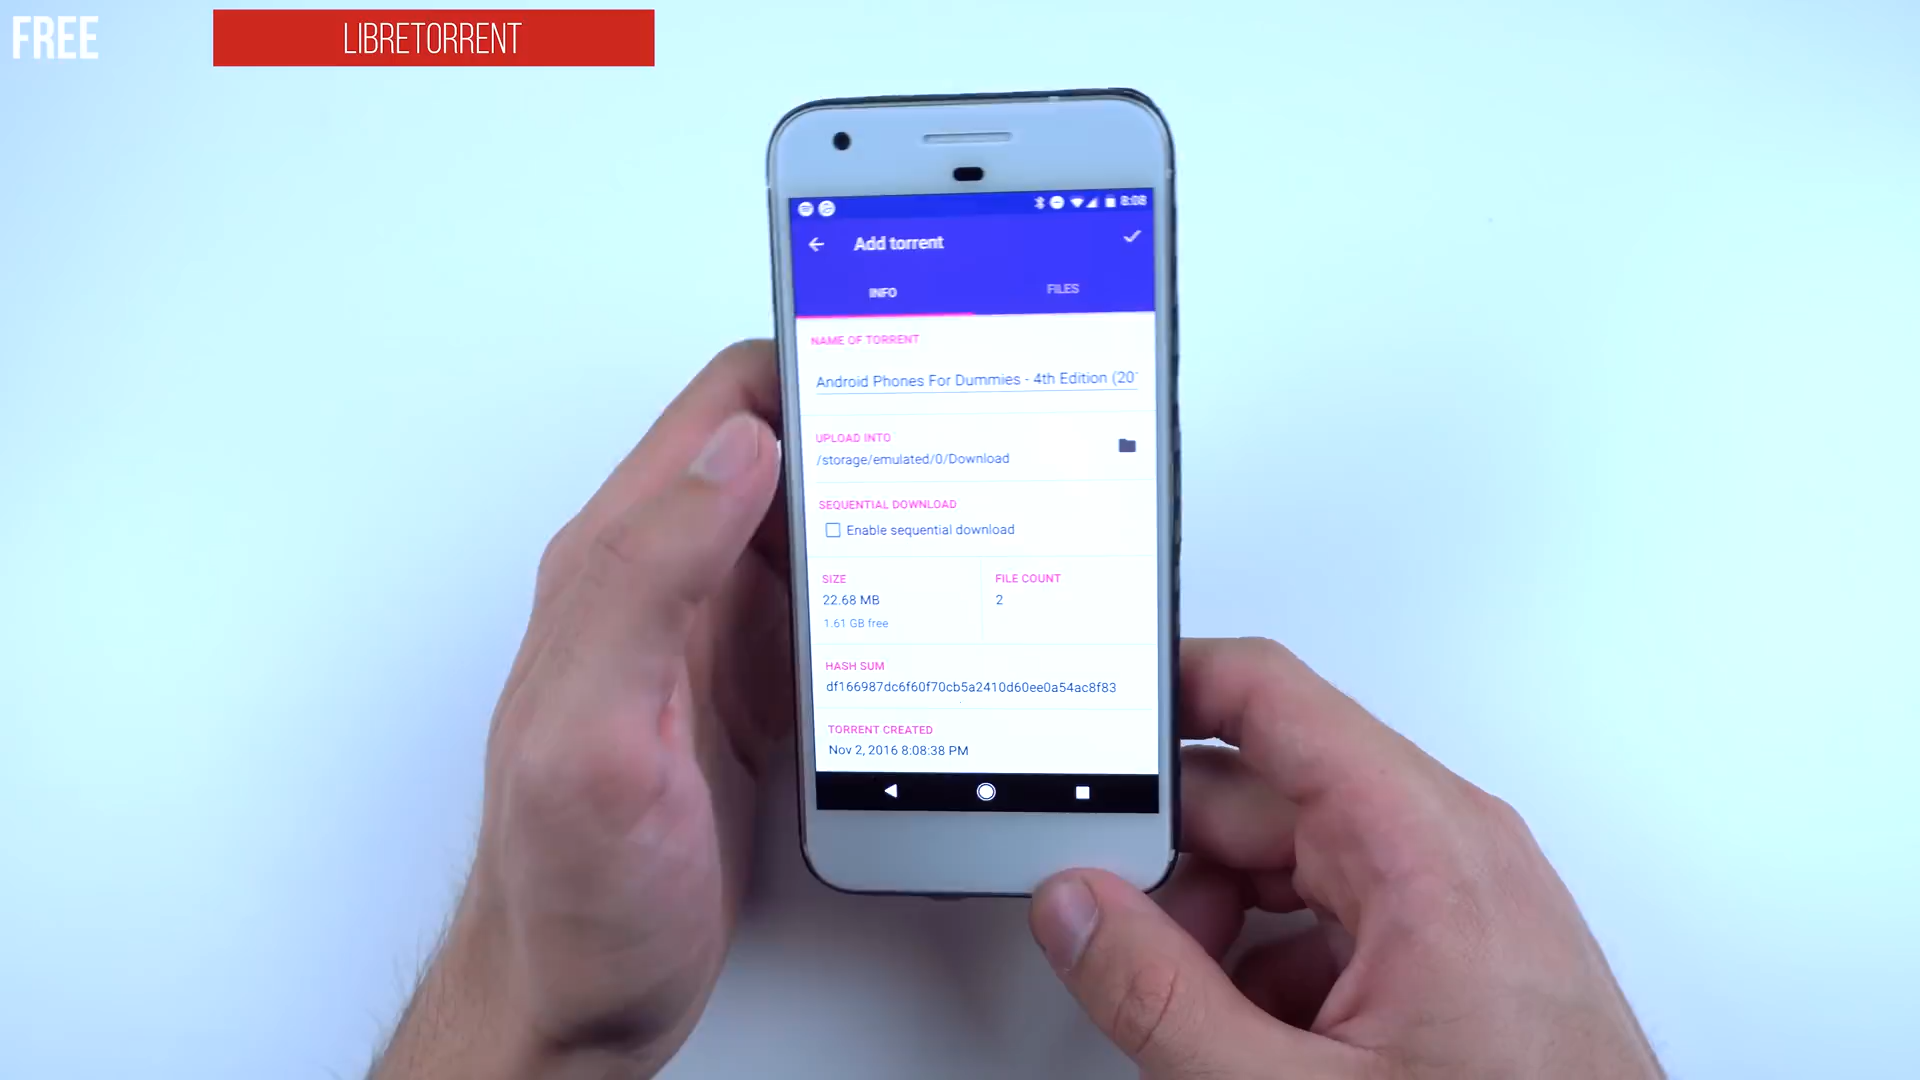 FREE
LIBRETORRENT
8:08
Add torrent
INFO
FILES
NAME OF TORRENT
Android Phones For Dummies - 4th Edition (20
UPLOAD INTO
/storage/emulated/0/Download
SEQUENTIAL DOWNLOAD
Enable sequential download
SIZE
FILE COUNT
22.68 MB
2
1.61 GB free
HASH SUM
df166987dc6f60f70cb5a2410d60ee0a54ac8f83
TORRENT CREATED
Nov 2, 2016 8:08:38 PM